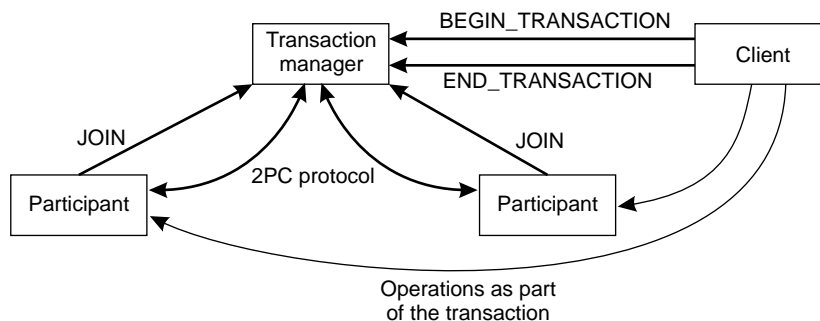 BEGIN_TRANSACTION
Transaction
manager
Client
END_TRANSACTION
JOIN
JOIN
2PC protocol
Participant
Participant
Operations as part
of the transaction